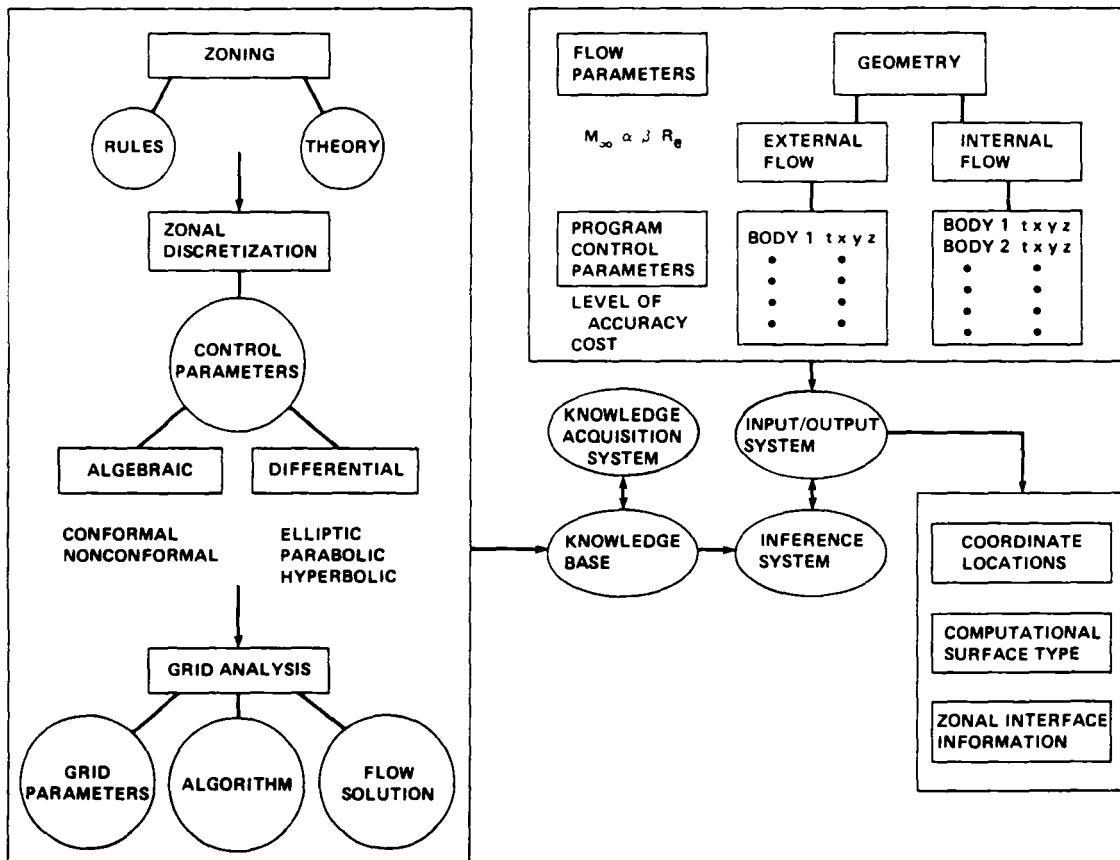 ZONING
RULES
THEORY
ZONAL
DISCRETIZATION
CONTROL
PARAMETERS
ALGEBRAIC
DIFFERENTIAL
CONFORMAL
NONCONFORMAL
ELLIPTIC
PARABOLIC
HYPERBOLIC
GRID ANALYSIS
GRID
PARAMETERS
ALGORITHM
FLOW
SOLUTION
FLOW
PARAMETERS
M∞ α β Re
PROGRAM
CONTROL
PARAMETERS
LEVEL OF
ACCURACY
COST
GEOMETRY
EXTERNAL
FLOW
INTERNAL
FLOW
BODY 1 t x y z
BODY 1 t x y z
BODY 2 t x y z
KNOWLEDGE
ACQUISITION
SYSTEM
INPUT/OUTPUT
SYSTEM
KNOWLEDGE
BASE
INFERENCE
SYSTEM
COORDINATE
LOCATIONS
COMPUTATIONAL
SURFACE TYPE
ZONAL INTERFACE
INFORMATION